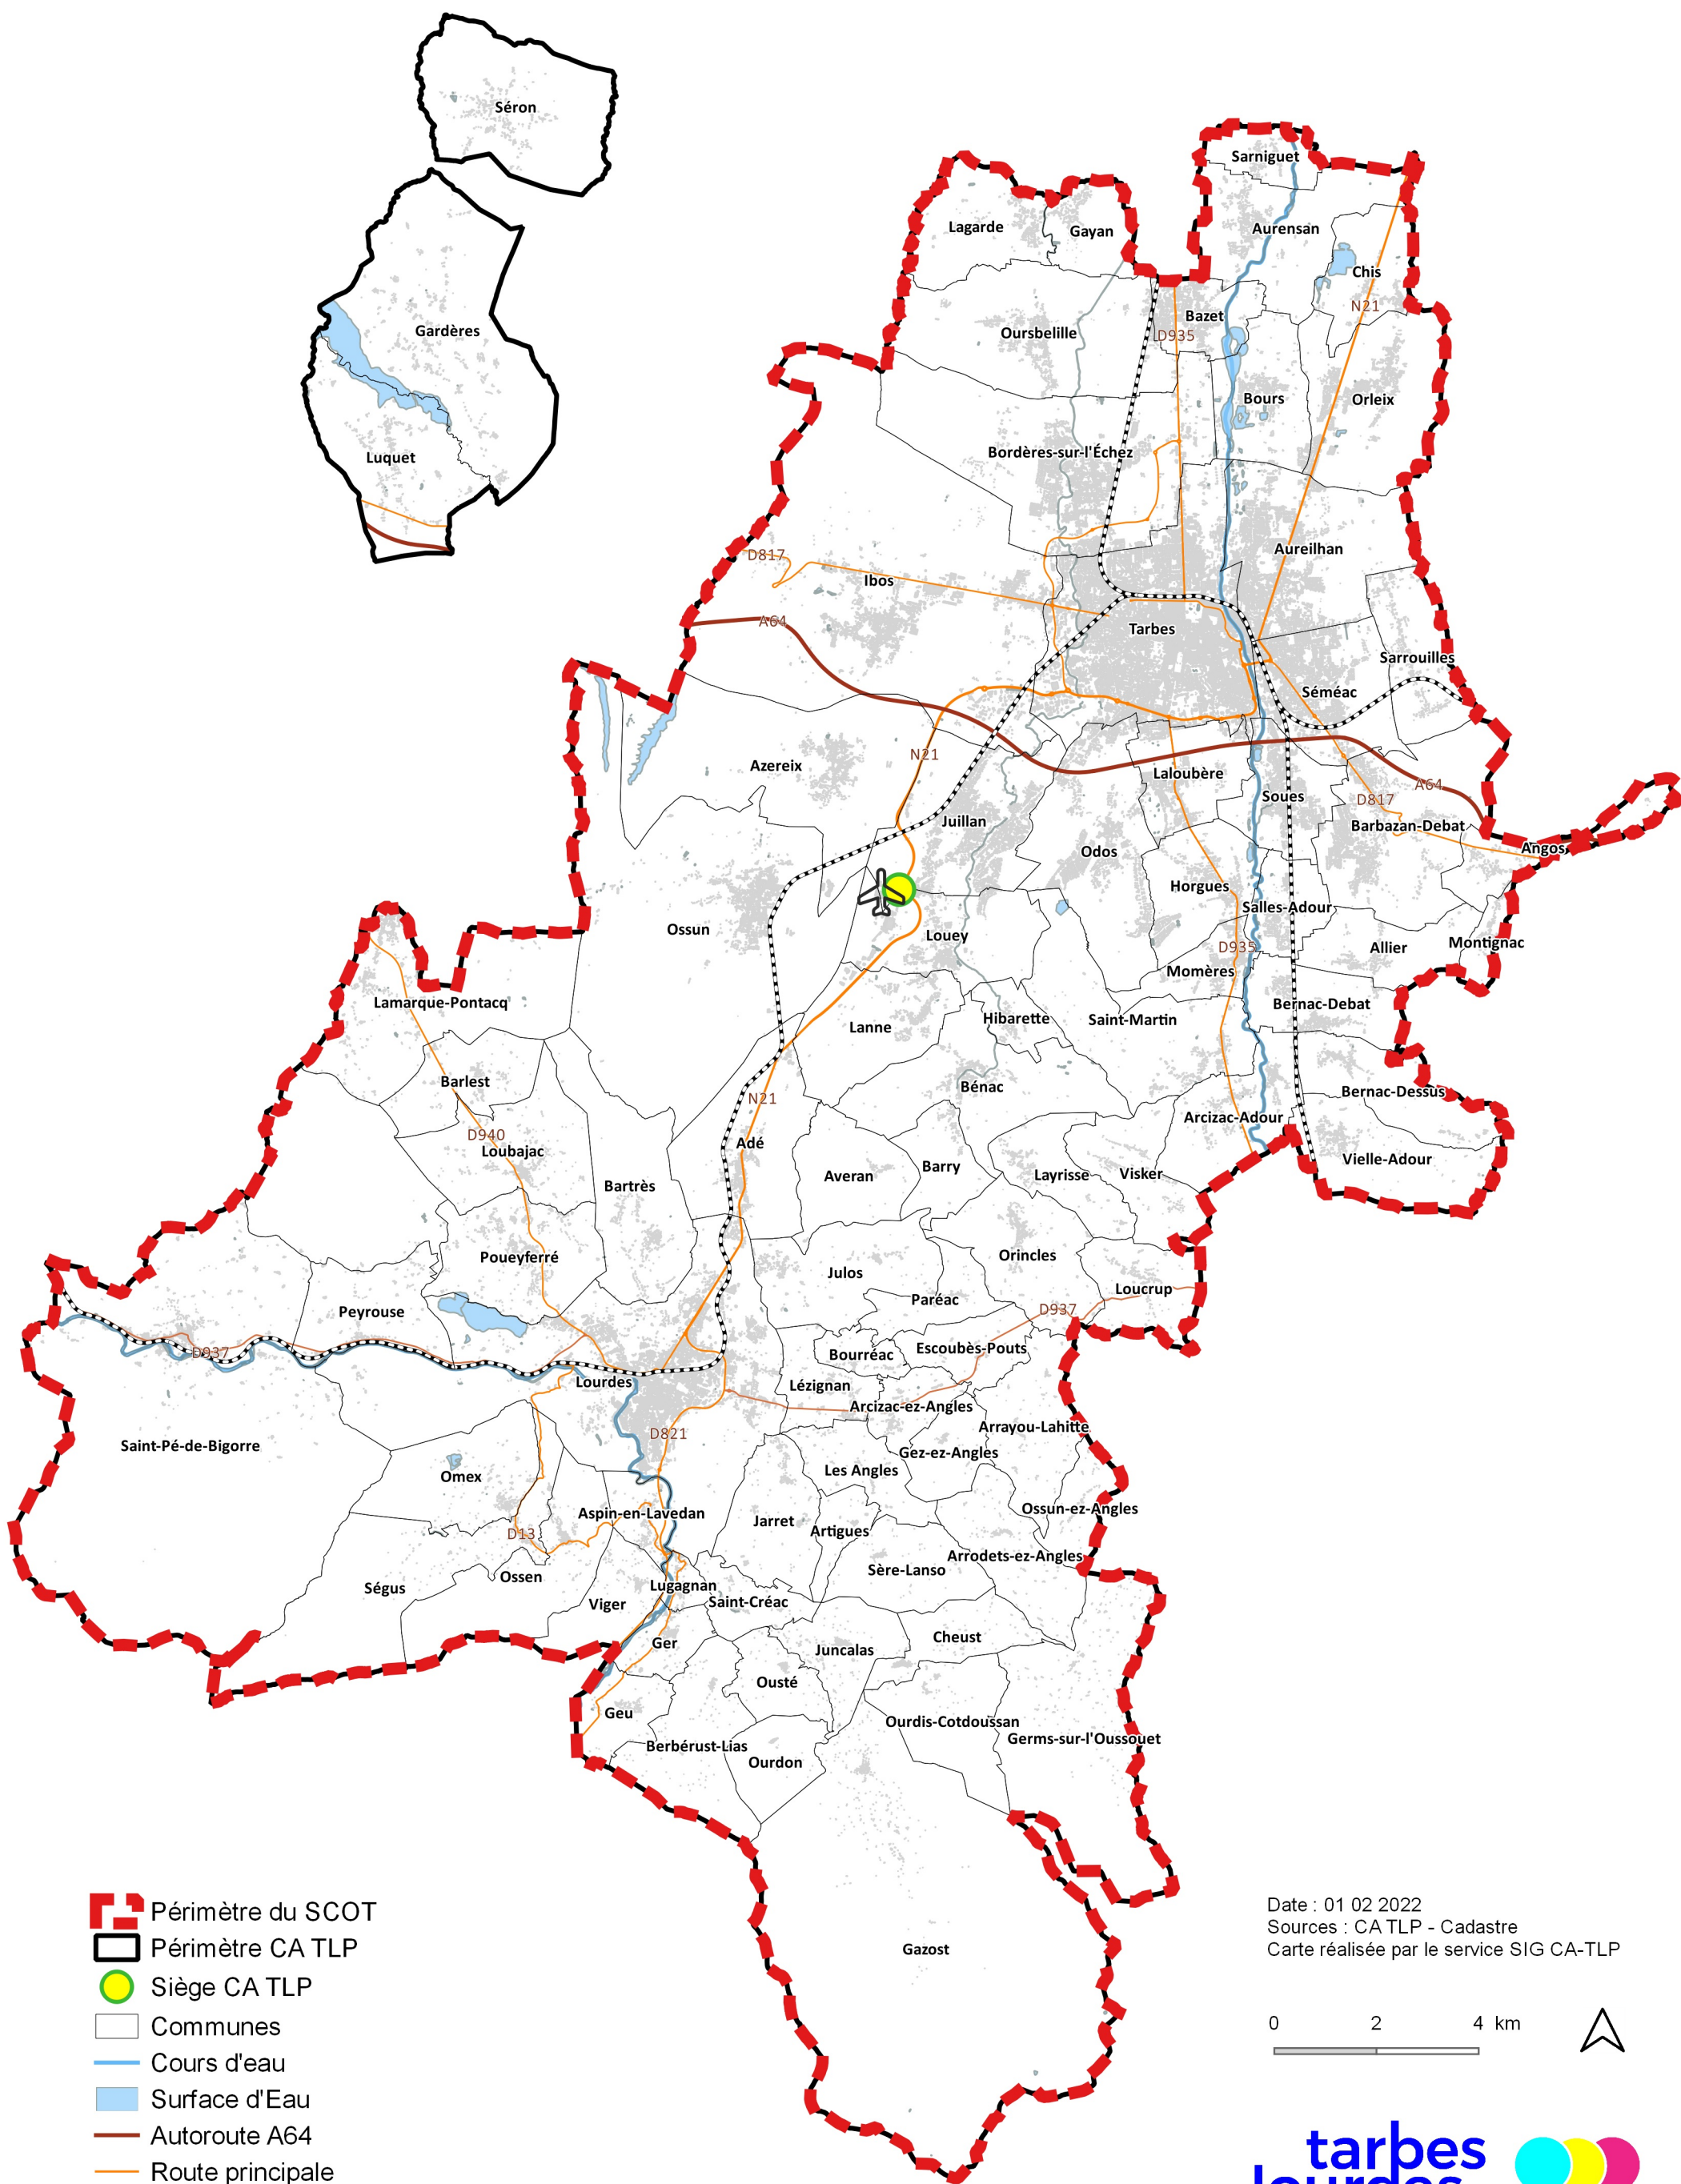 Séron
Sarniguet
Lagarde
Gayan
Aurensan
Chis
N21
Gardères
Oursbelille
Bazet
D935
Bours
Orleix
Luquet
Bordères-sur-l'Échez
Aureilhan
D817
Ibos
A64
Tarbes
Sarrouilles
Séméac
Azereix
N21
Laloubère
Soues
A64
D817
Juillan
Barbazan-Debat
Odos
Angos
Horgues
Salles-Adour
Ossun
Louey
D935
Allier
Montignac
Momères
Lamarque-Pontacq
Bernac-Debat
Lanne
Hibarette
Saint-Martin
Barlest
Bénac
N21
Bernac-Dessus
Arcizac-Adour
D940
Loubajac
Adé
Vielle-Adour
Averan
Barry
Layrisse
Visker
Bartrès
Poueyferré
Orincles
Julos
Loucrup
Paréac
Peyrouse
D937
D937
Bourréac
Escoubès-Pouts
Lourdes
Lézignan
Arcizac-ez-Angles
Arrayou-Lahitte
D821
Saint-Pé-de-Bigorre
Gez-ez-Angles
Les Angles
Omex
Ossun-ez-Angles
Aspin-en-Lavedan
Jarret
Artigues
D13
Arrodets-ez-Angles
Sère-Lanso
Ossen
Ségus
Lugagnan
Viger
Saint-Créac
Ger
Juncalas
Cheust
Ousté
Geu
Ourdis-Cotdoussan
Germs-sur-l'Oussouet
Berbérust-Lias
Ourdon
Gazost
Périmètre du SCOT
Périmètre CA TLP
Siège CA TLP
Communes
Cours d'eau
Surface d'Eau
Autoroute A64
Route principale
Date : 01 02 2022
Sources : CA TLP - Cadastre
Carte réalisée par le service SIG CA-TLP
0 2 4 km
tarbes
lourdes